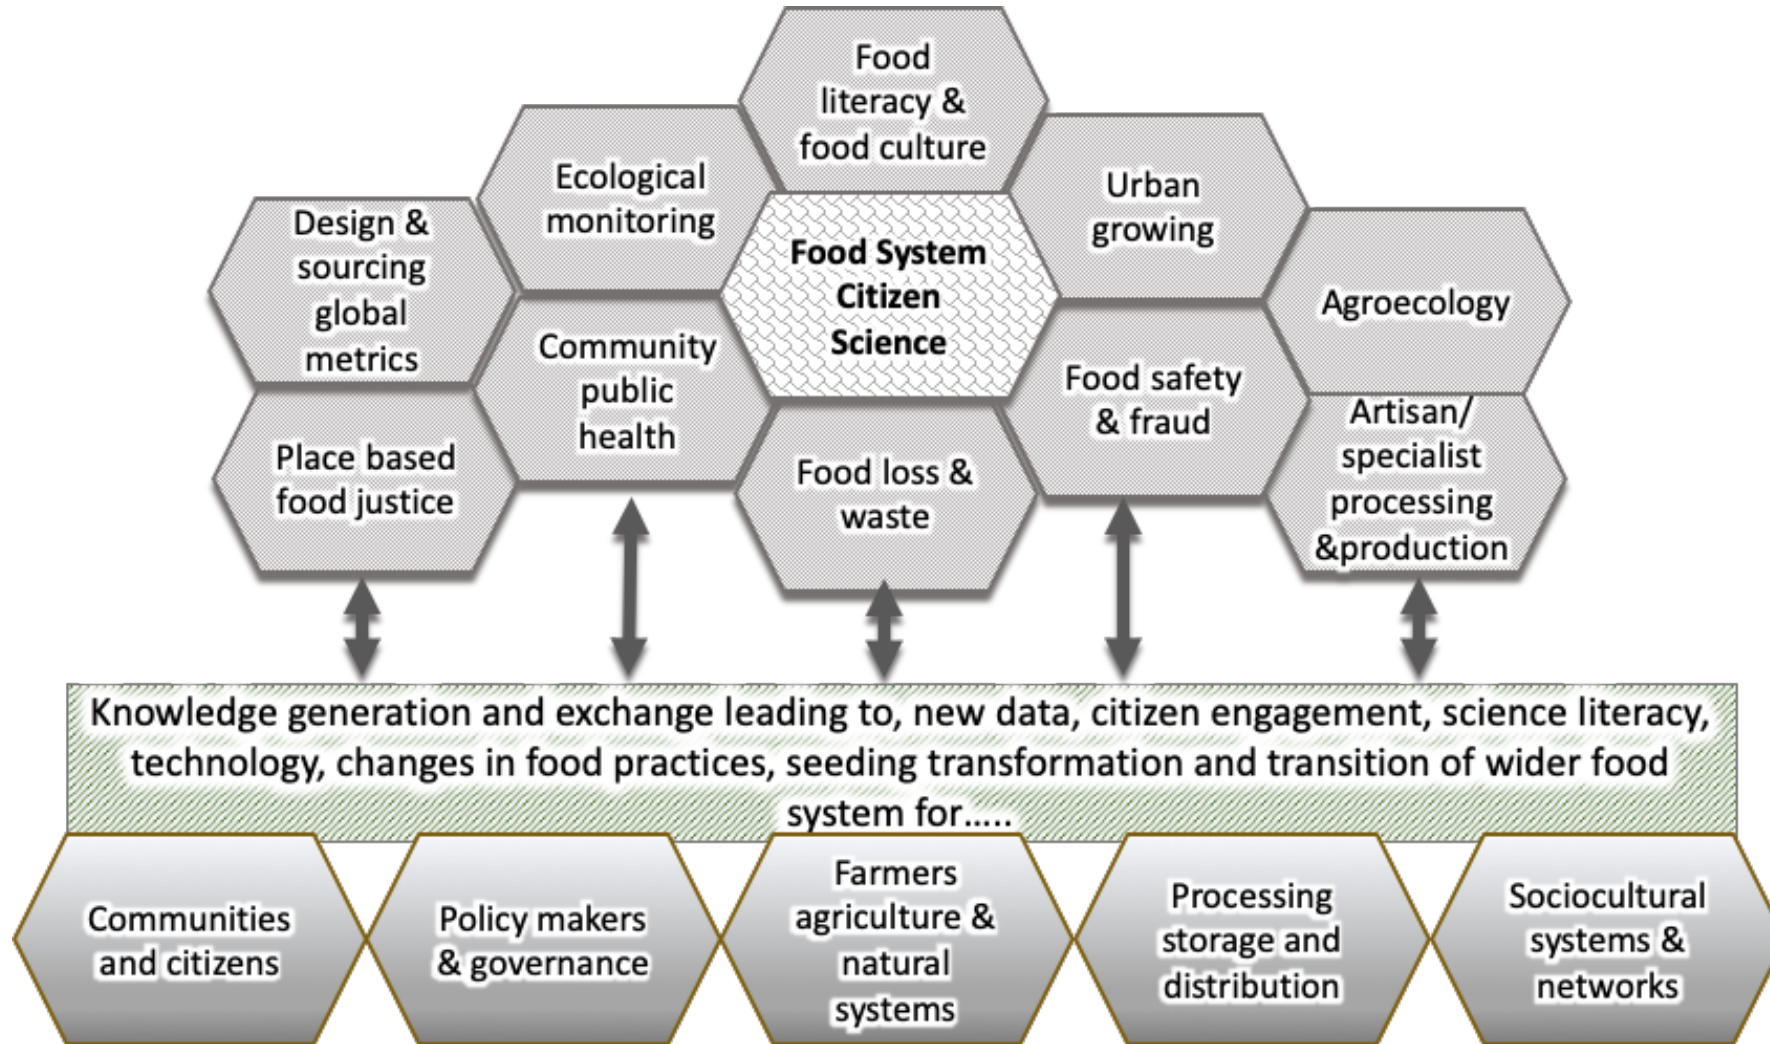 Food
literacy &
food culture
Ecological
monitoring
Urban
growing
Design &
sourcing
global
metrics
Food System
Citizen
Science
Agroecology
Community
public
health
Food safety
& fraud
Place based
food justice
Food loss &
waste
Artisan/
specialist
processing
&production
Knowledge generation and exchange leading to, new data, citizen engagement, science literacy,
technology, changes in food practices, seeding transformation and transition of wider food
system for.....
Communities
and citizens
Policy makers
& governance
Farmers
agriculture &
natural
systems
Processing
storage and
distribution
Sociocultural
systems &
networks